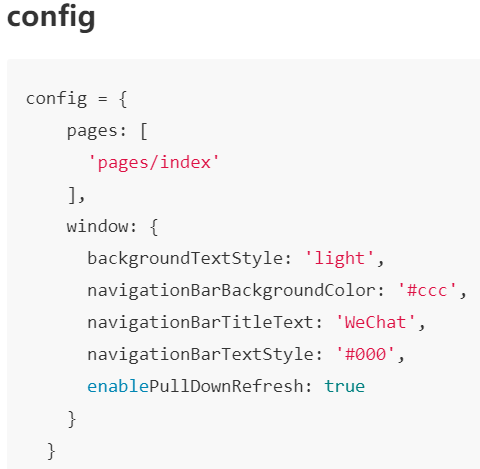 config
config = {
    pages: [
      'pages/index'
    ],
    window: {
      backgroundTextStyle: 'light',
      navigationBarBackgroundColor: '#ccc',
      navigationBarTitleText: 'WeChat',
      navigationBarTextStyle: '#000',
      enablePullDownRefresh: true
    }
  }